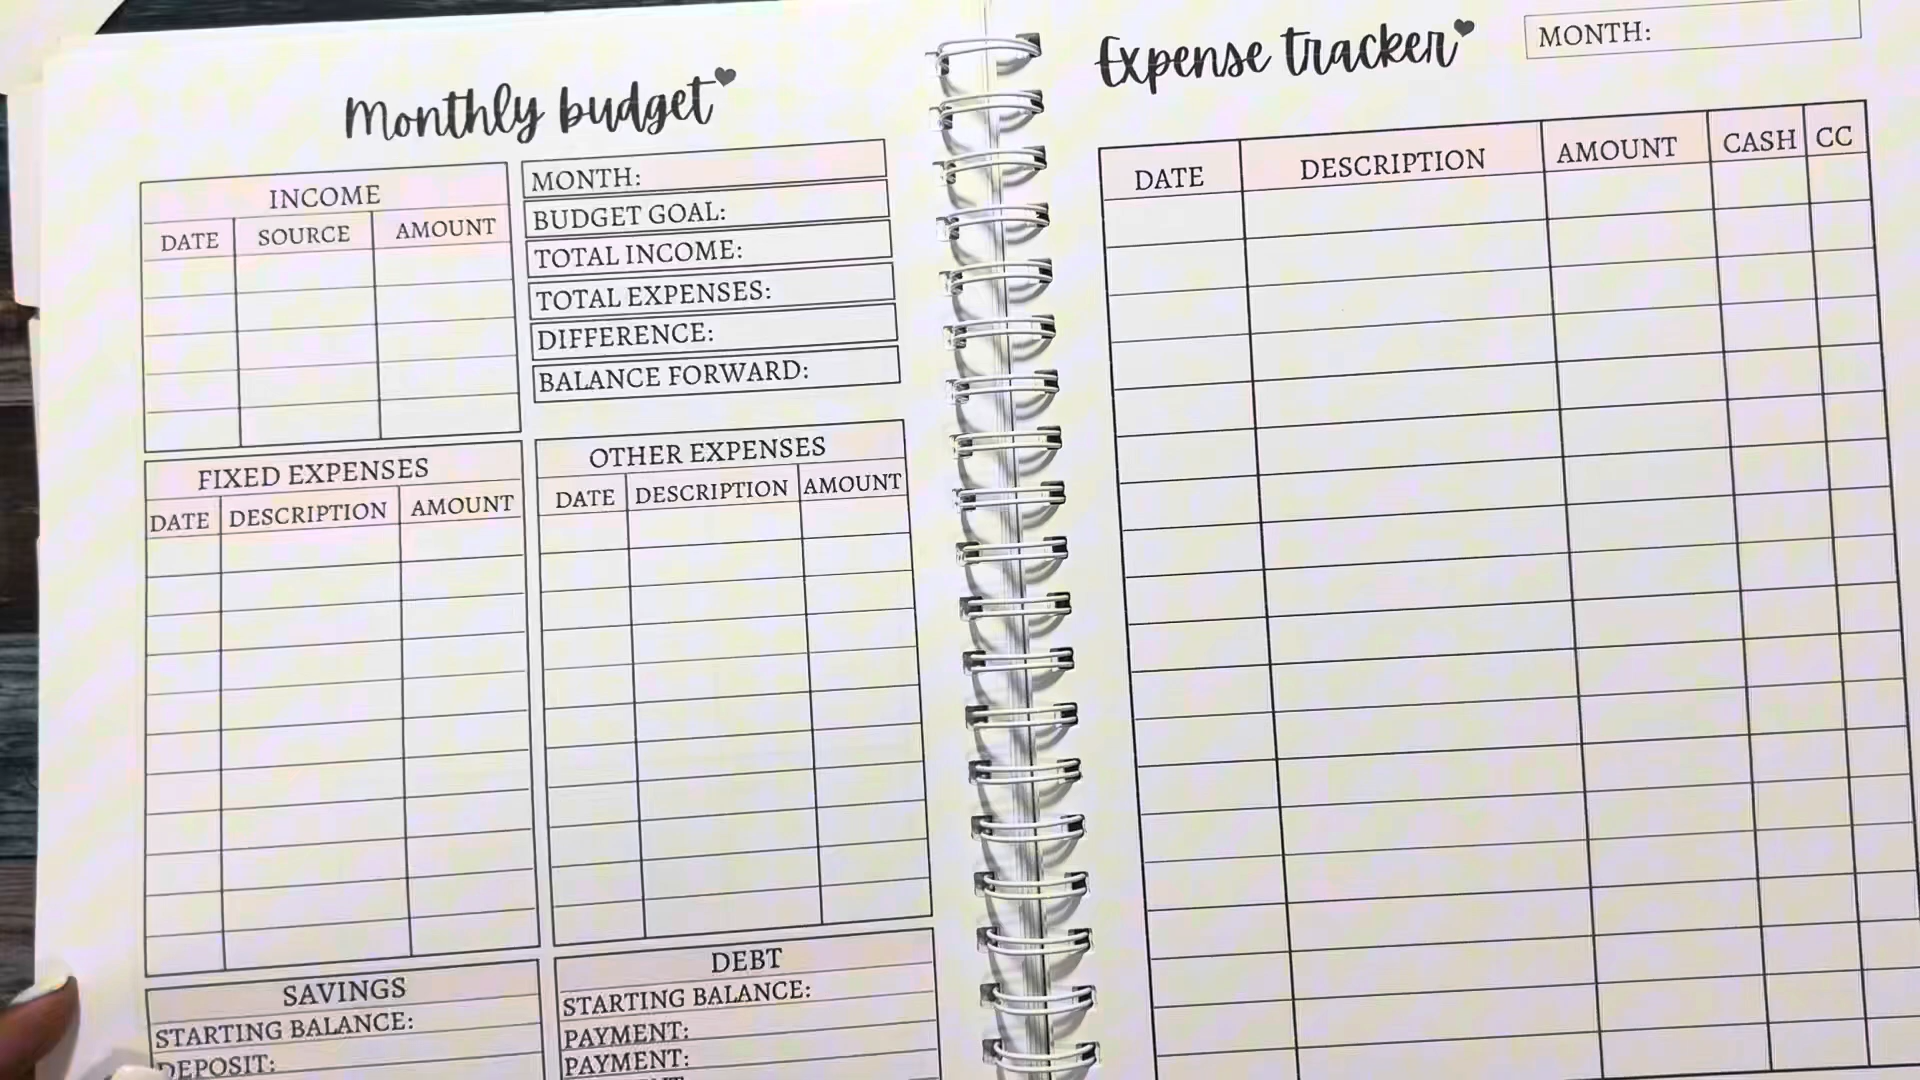 Monthly budget
INCOME
DATE SOURCE AMOUNT
MONTH:
BUDGET GOAL:
TOTAL INCOME:
TOTAL EXPENSES:
DIFFERENCE:
BALANCE FORWARD:
FIXED EXPENSES
DATE DESCRIPTION AMOUNT
OTHER EXPENSES
DATE DESCRIPTION AMOUNT
SAVINGS
STARTING BALANCE:
DEPOSIT:
DEBT
STARTING BALANCE:
PAYMENT:
PAYMENT:
Expense tracker
MONTH:
DATE DESCRIPTION AMOUNT CASH CC